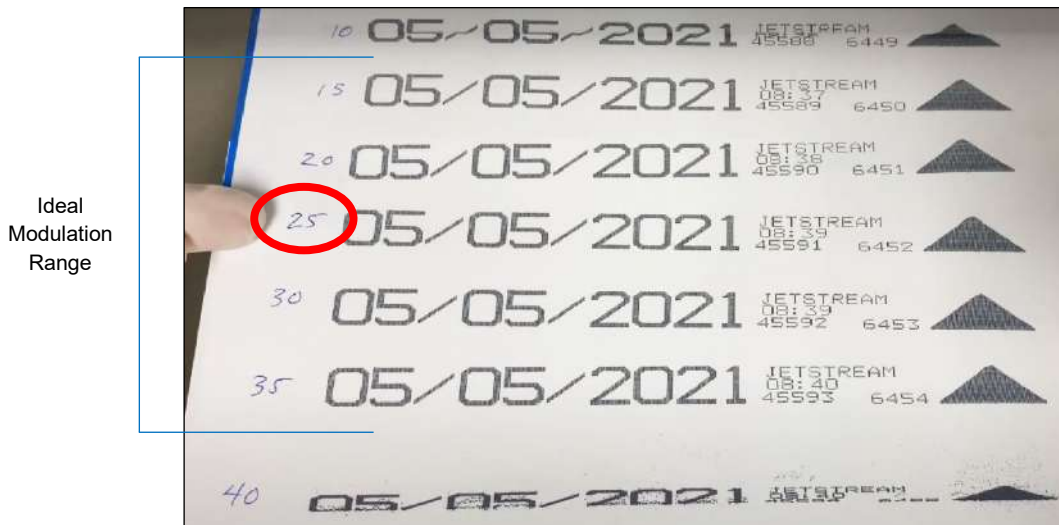 Ideal
Modulation
Range
10 05/05/2021 JETSTREAM
45588 6449
15 05/05/2021 JETSTREAM
08:37
45589 6450
20 05/05/2021 JETSTREAM
08:38
45590 6451
25 05/05/2021 JETSTREAM
08:39
45591 6452
30 05/05/2021 JETSTREAM
08:39
45592 6453
35 05/05/2021 JETSTREAM
08:40
45593 6454
40 05/05/2021 JETSTREAM